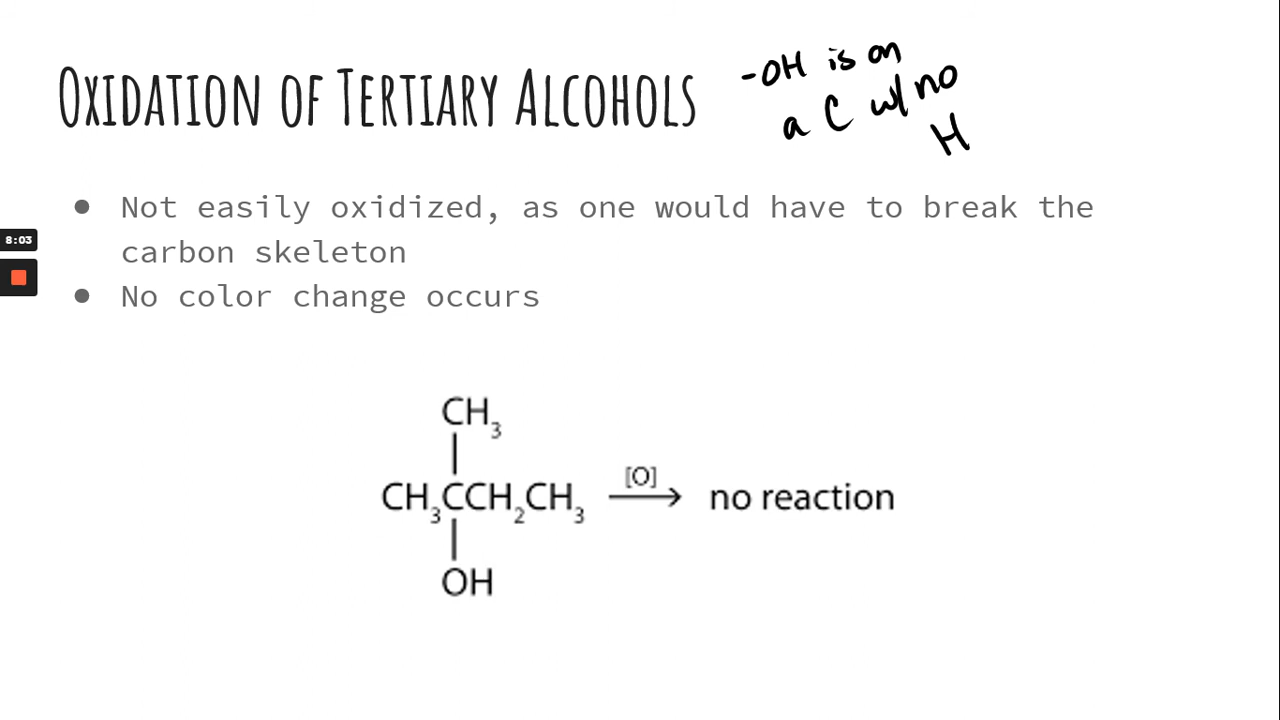 OXIDATION OF TERTIARY ALCOHOLS
-OH is on
a C w/ no
H
● Not easily oxidized, as one would have to break the
carbon skeleton
● No color change occurs
8:03
CH₃
CH₃CCH₂CH₃ [O] → no reaction
OH